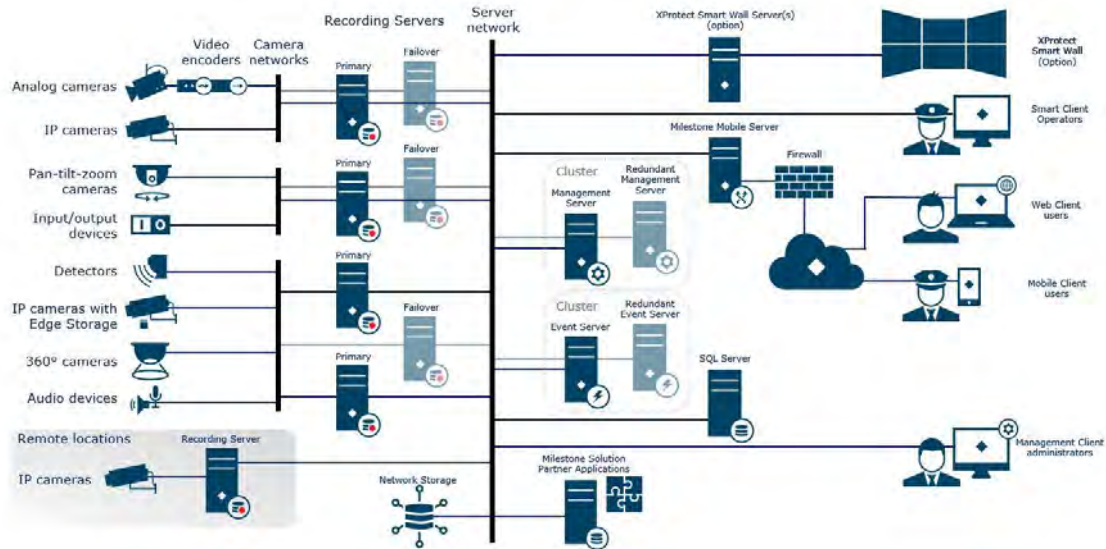 Recording Servers
Server
network
Video
encoders
Camera
networks
Primary
Failover
Analog cameras
IP cameras
Pan-tilt-zoom
cameras
Input/output
devices
Primary
Failover
Detectors
IP cameras with
Edge Storage
360º cameras
Audio devices
Primary
Failover
Primary
Remote locations
Recording Server
IP cameras
Network Storage
XProtect Smart Wall Server(s)
(option)
XProtect
Smart Wall
(Option)
Smart Client
Operators
Milestone Mobile Server
Firewall
Cluster
Management
Server
Redundant
Management
Server
Web Client
users
Mobile Client
users
Cluster
Event Server
Redundant
Event Server
SQL Server
Management Client
administrators
Milestone Solution
Partner Applications